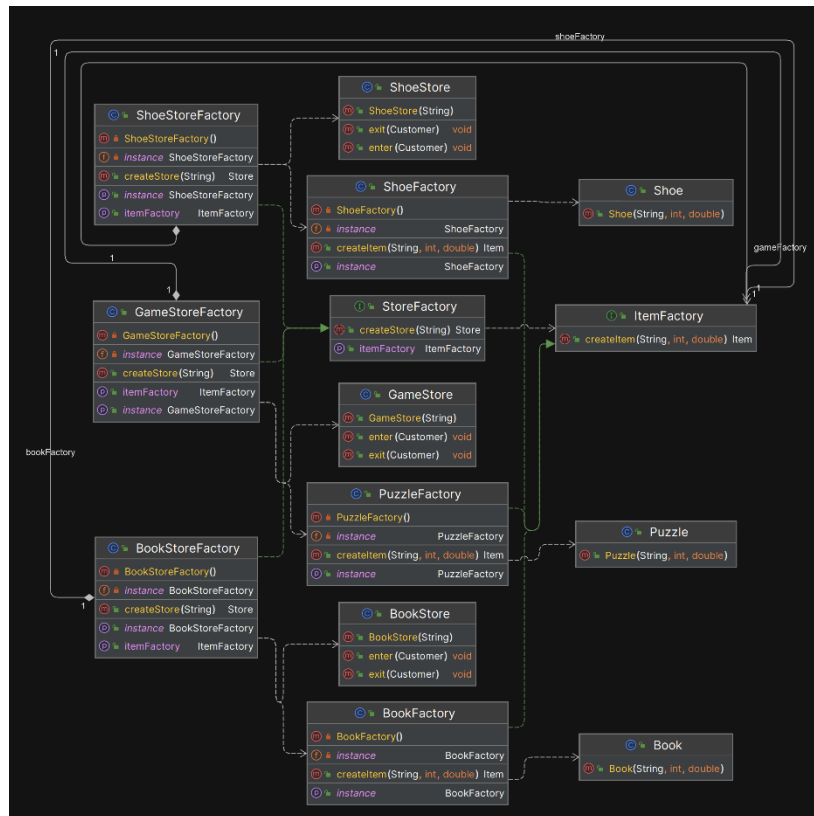 shoeFactory
1
ShoeStoreFactory
ShoeStoreFactory()
instance ShoeStoreFactory
createStore(String) Store
instance ShoeStoreFactory
itemFactory ItemFactory
ShoeStore
ShoeStore(String)
exit(Customer) void
enter(Customer) void
ShoeFactory
ShoeFactory()
instance ShoeFactory
createItem(String, int, double) Item
instance ShoeFactory
Shoe
Shoe(String, int, double)
gameFactory
1
1
1
1
GameStoreFactory
GameStoreFactory()
instance GameStoreFactory
createStore(String) Store
itemFactory ItemFactory
instance GameStoreFactory
StoreFactory
createStore(String) Store
itemFactory ItemFactory
ItemFactory
createItem(String, int, double) Item
GameStore
GameStore(String)
enter(Customer) void
exit(Customer) void
bookFactory
PuzzleFactory
PuzzleFactory()
instance PuzzleFactory
createItem(String, int, double) Item
instance PuzzleFactory
Puzzle
Puzzle(String, int, double)
BookStoreFactory
BookStoreFactory()
instance BookStoreFactory
createStore(String) Store
instance BookStoreFactory
itemFactory ItemFactory
1
BookStore
BookStore(String)
enter(Customer) void
exit(Customer) void
BookFactory
BookFactory()
instance BookFactory
createItem(String, int, double) Item
instance BookFactory
Book
Book(String, int, double)